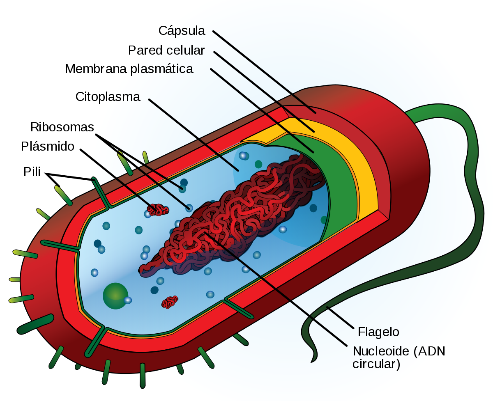 Cápsula
Pared celular
Membrana plasmática
Citoplasma
Ribosomas
Plásmido
Pili
Flagelo
Nucleoide (ADN
circular)